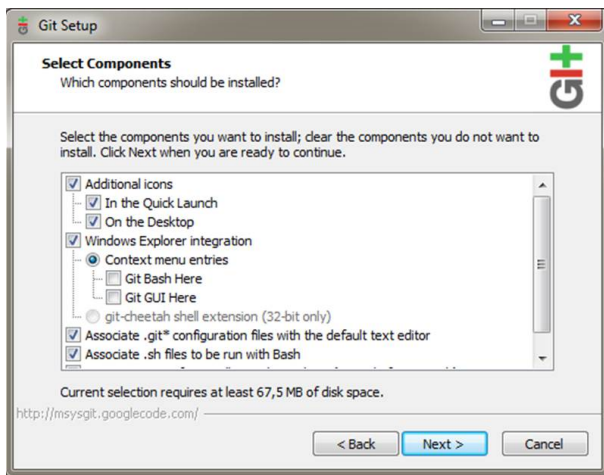 Git Setup
Select Components
Which components should be installed?
Select the components you want to install; clear the components you do not want to
install. Click Next when you are ready to continue.
Additional icons
In the Quick Launch
On the Desktop
Windows Explorer integration
Context menu entries
Git Bash Here
Git GUI Here
git-cheetah shell extension (32-bit only)
Associate .git* configuration files with the default text editor
Associate .sh files to be run with Bash
Current selection requires at least 67,5 MB of disk space.
http://msysgit.googlecode.com/
< Back
Next >
Cancel